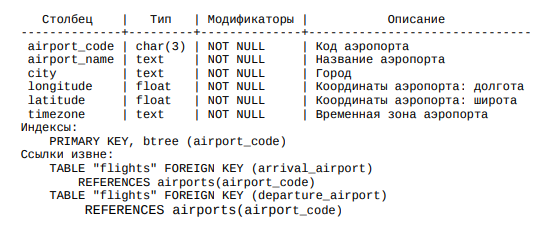 Столбец | Тип | Модификаторы | Описание
--------------+---------+--------------+-------------------------------
airport_code | char(3) | NOT NULL | Код аэропорта
airport_name | text | NOT NULL | Название аэропорта
city | text | NOT NULL | Город
longitude | float | NOT NULL | Координаты аэропорта: долгота
latitude | float | NOT NULL | Координаты аэропорта: широта
timezone | text | NOT NULL | Временная зона аэропорта
Индексы:
PRIMARY KEY, btree (airport_code)
Ссылки извне:
TABLE "flights" FOREIGN KEY (arrival_airport)
REFERENCES airports(airport_code)
TABLE "flights" FOREIGN KEY (departure_airport)
REFERENCES airports(airport_code)